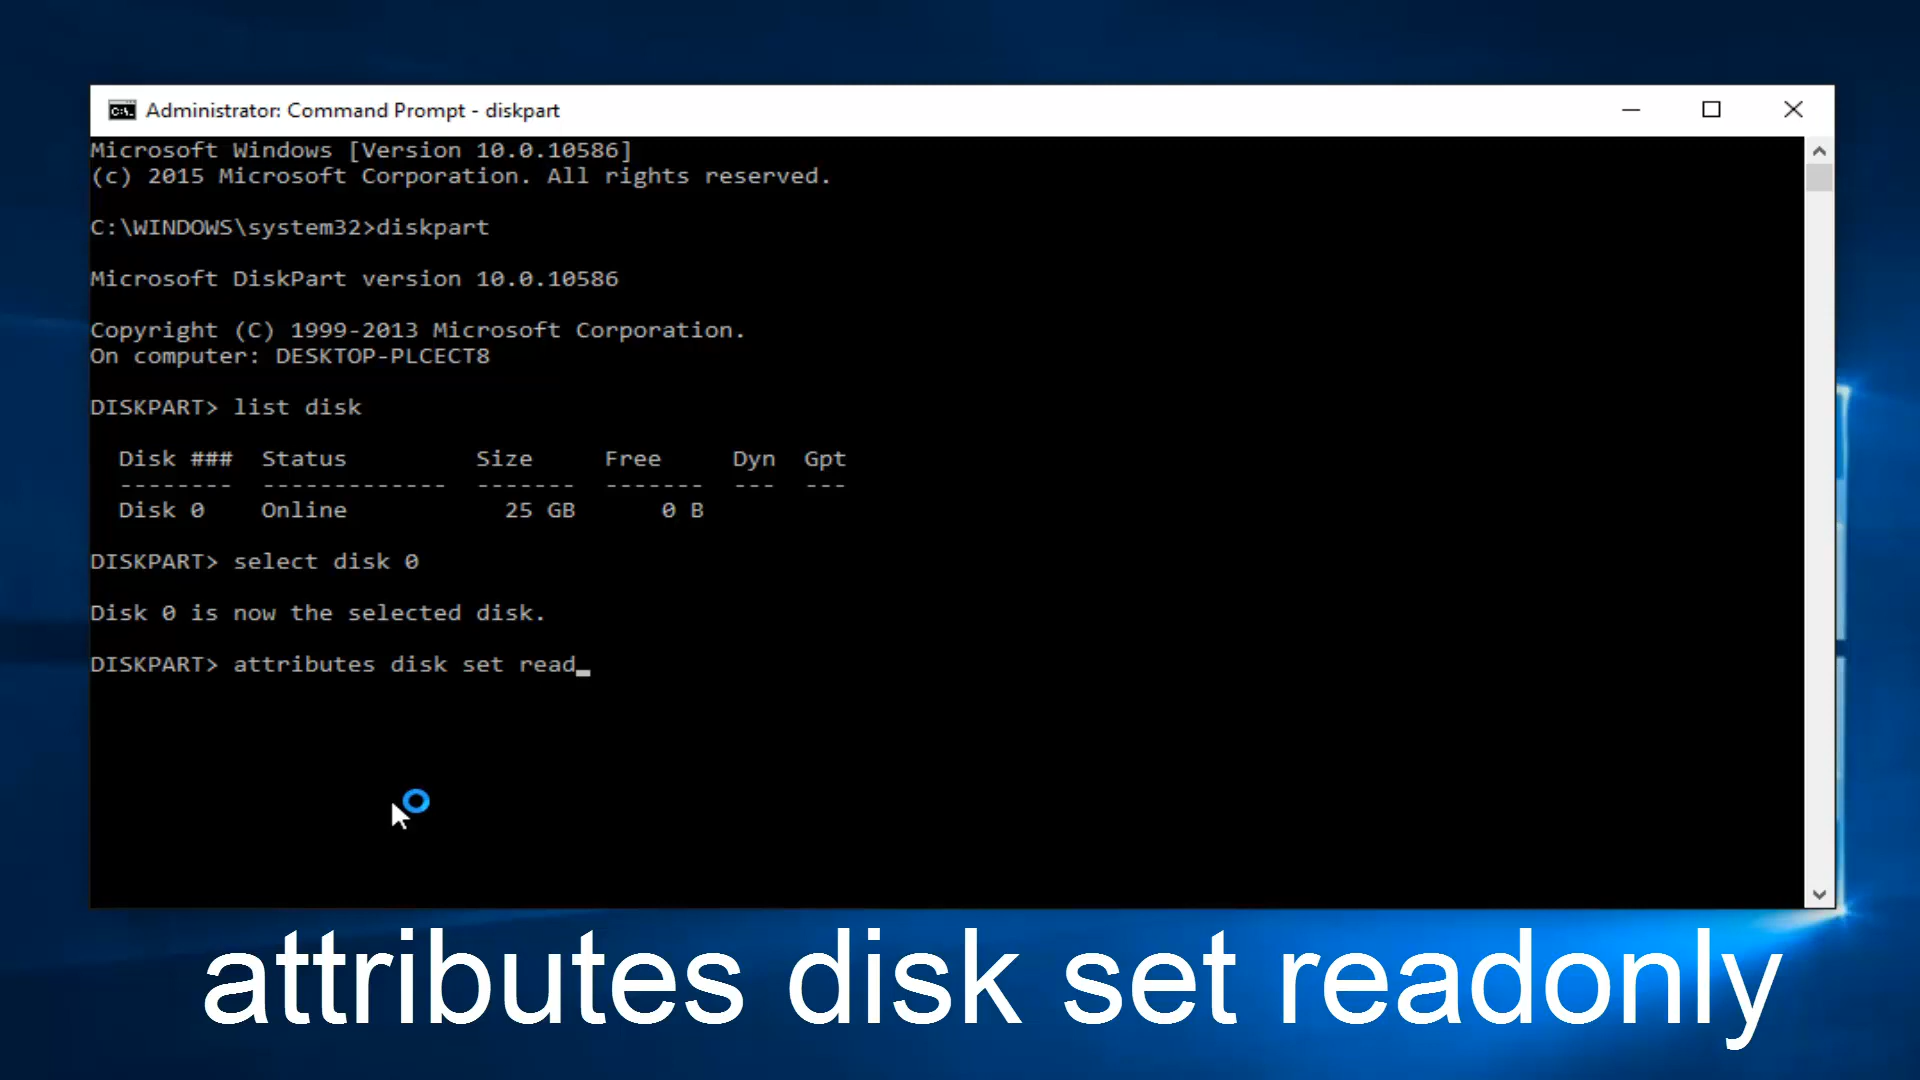 Administrator: Command Prompt - diskpart
Microsoft Windows [Version 10.0.10586]
(c) 2015 Microsoft Corporation. All rights reserved.
C:\WINDOWS\system32>diskpart
Microsoft DiskPart version 10.0.10586
Copyright (C) 1999-2013 Microsoft Corporation.
On computer: DESKTOP-PLCECT8
DISKPART> list disk
Disk ###  Status         Size     Free     Dyn  Gpt
--------  -------------  -------  -------  ---  ---
Disk 0    Online           25 GB      0 B
DISKPART> select disk 0
Disk 0 is now the selected disk.
DISKPART> attributes disk set read_
attributes disk set readonly